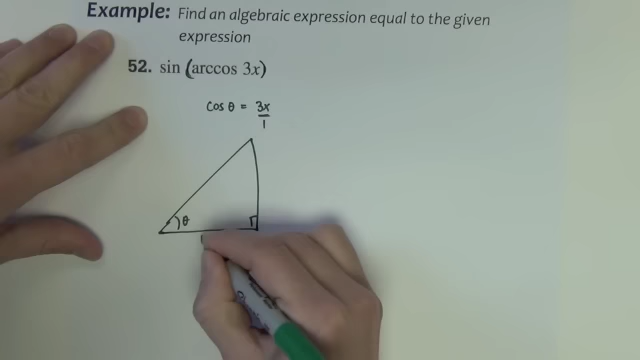 Example: Find an algebraic expression equal to the given
expression
52. sin (arccos 3x)
cos θ = 3x
1
θ